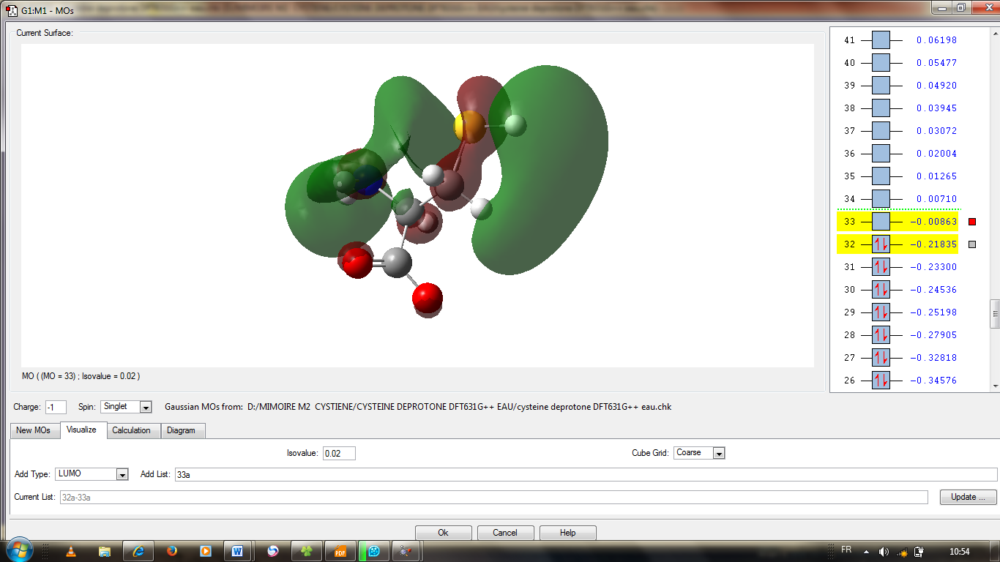 G1:M1 - MOs
Current Surface:
41 0.06198
40 0.05477
39 0.04920
38 0.03945
37 0.03072
36 0.02004
35 0.01265
34 0.00710
33 -0.00863
32 -0.21835
31 -0.23300
30 -0.24536
29 -0.25198
28 -0.27905
27 -0.32818
26 -0.34576
MO ( (MO = 33) ; Isovalue = 0.02 )
Charge: -1 Spin: Singlet Gaussian MOs from: D:/MIMOIRE M2 CYSTIENE/CYSTEINE DEPROTONE DFT631G++ EAU/cysteine deprotone DFT631G++ eau.chk
New MOs Visualize Calculation Diagram
Isovalue: 0.02 Cube Grid: Coarse
Add Type: LUMO Add List: 33a
Current List: 32a-33a Update ...
Ok Cancel Help
W PDF FR 10:54